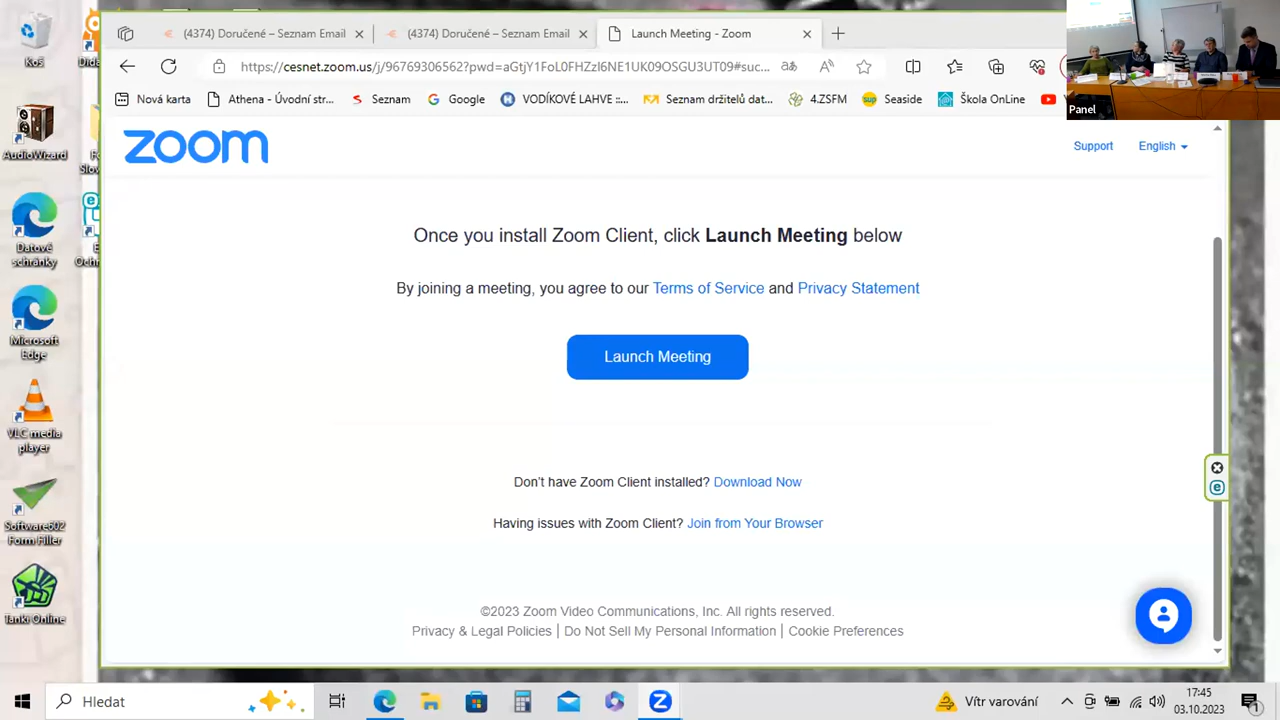 Koš
Dida
AudioWizard
Fo
Slov
Datové
schránky
E
Ochr
Microsoft
Edge
VLC media
player
Software602
Form Filler
Tanki Online
(4374) Doručené – Seznam Email
(4374) Doručené – Seznam Email
Launch Meeting - Zoom
https://cesnet.zoom.us/j/96769306562?pwd=aGtjY1FoL0FHZzl6NE1UK09OSGU3UT09#suc...
Nová karta
Athena - Úvodní str...
Seznam
Google
VODÍKOVÉ LAHVE ::...
Seznam držitelů dat...
4.ZSFM
Seaside
Škola OnLine
Panel
zoom
Support
English
Once you install Zoom Client, click Launch Meeting below
By joining a meeting, you agree to our Terms of Service and Privacy Statement
Launch Meeting
Don't have Zoom Client installed? Download Now
Having issues with Zoom Client? Join from Your Browser
©2023 Zoom Video Communications, Inc. All rights reserved.
Privacy & Legal Policies | Do Not Sell My Personal Information | Cookie Preferences
Hledat
Vítr varování
17:45
03.10.2023
1